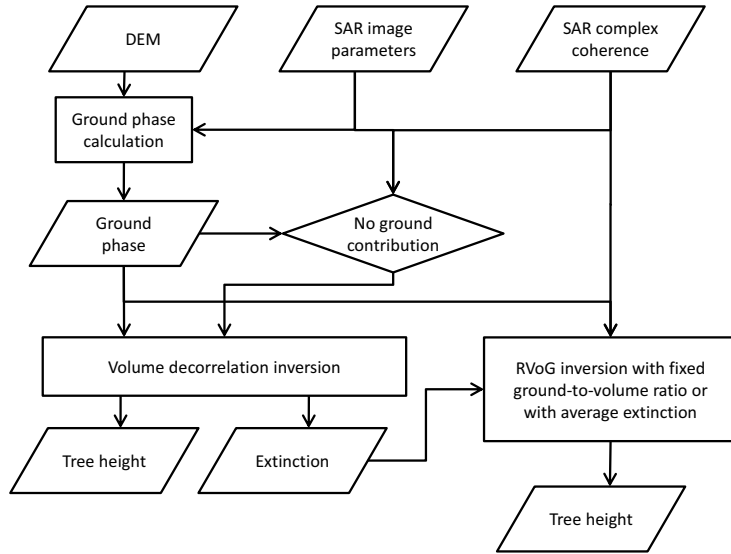 DEM
SAR image
parameters
SAR complex
coherence
Ground phase
calculation
Ground
phase
No ground
contribution
Volume decorrelation inversion
RVoG inversion with fixed
ground-to-volume ratio or
with average extinction
Tree height
Extinction
Tree height